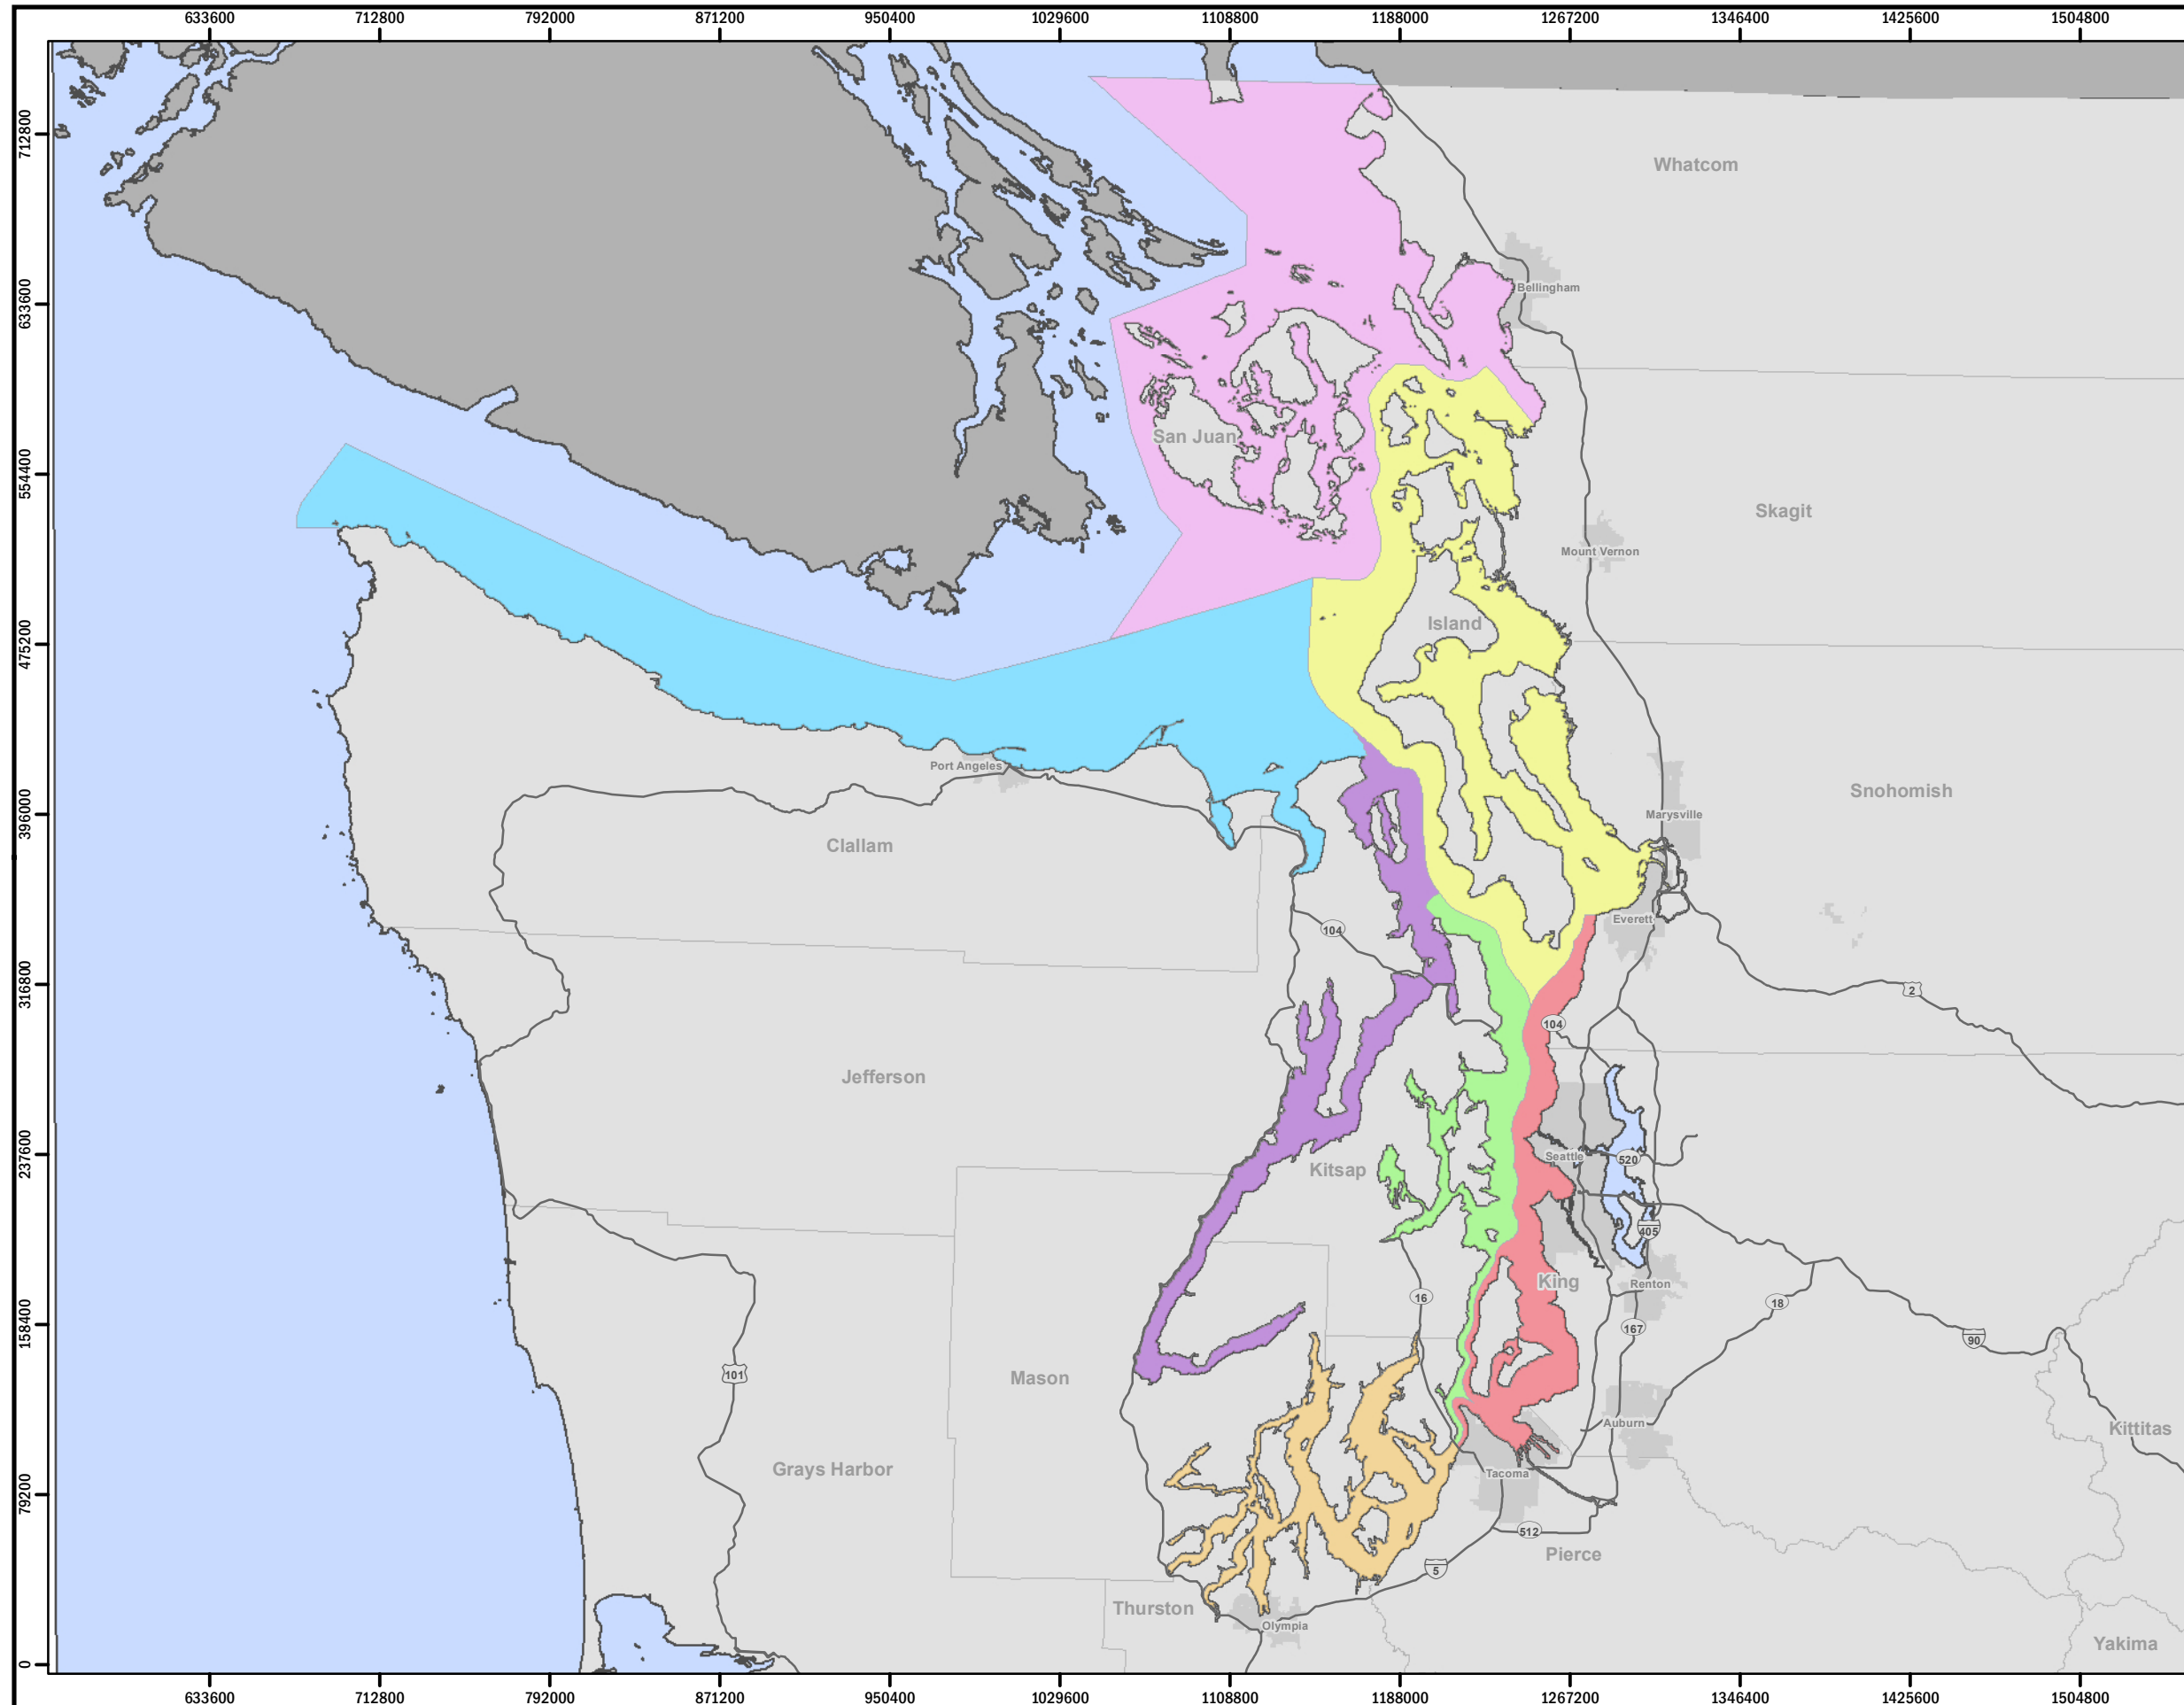 633600 712800 792000 871200 950400 1029600 1108800 1188000 1267200 1346400 1425600 1504800
712800
Whatcom
633600
Bellingham
San Juan
554400
Skagit
Mount Vernon
475200
Island
Port Angeles
Snohomish
396000
Marysville
Clallam
Everett
104
316800
2
104
Jefferson
237600
Seattle
520
Kitsap
405
King
Renton
16
18
158400
167
90
101
Mason
Auburn
Kittitas
Grays Harbor
Tacoma
79200
512
Pierce
5
Thurston
Olympia
Yakima
0
633600 712800 792000 871200 950400 1029600 1108800 1188000 1267200 1346400 1425600 1504800